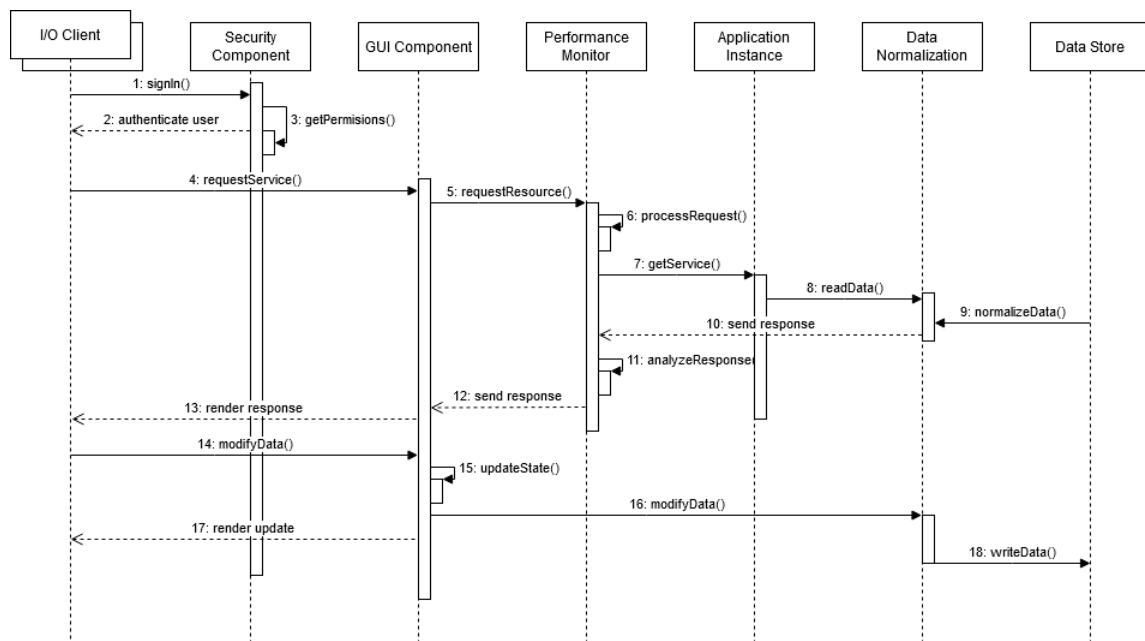 I/O Client
Security
Component
GUI Component
Performance
Monitor
Application
Instance
Data
Normalization
Data Store
1: signIn()
2: authenticate user
3: getPermisions()
4: requestService()
5: requestResource()
6: processRequest()
7: getService()
8: readData()
9: normalizeData()
10: send response
11: analyzeResponse(
12: send response
13: render response
14: modifyData()
15: updateState()
16: modifyData()
17: render update
18: writeData()